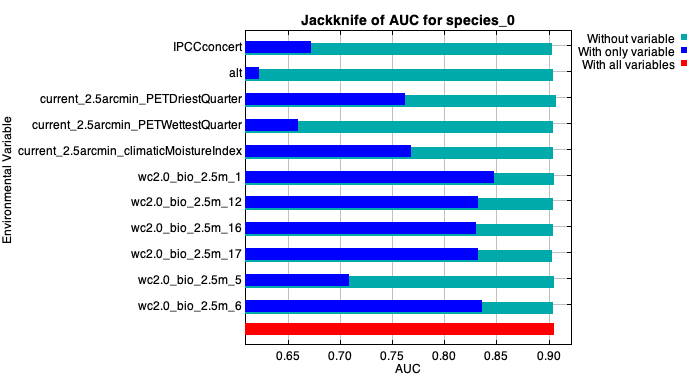 Jackknife of AUC for species_0
Without variable
With only variable
With all variables
Environmental Variable
IPCCconcert
alt
current_2.5arcmin_PETDriestQuarter
current_2.5arcmin_PETWettestQuarter
current_2.5arcmin_climaticMoistureIndex
wc2.0_bio_2.5m_1
wc2.0_bio_2.5m_12
wc2.0_bio_2.5m_16
wc2.0_bio_2.5m_17
wc2.0_bio_2.5m_5
wc2.0_bio_2.5m_6
0.65 0.70 0.75 0.80 0.85 0.90
AUC